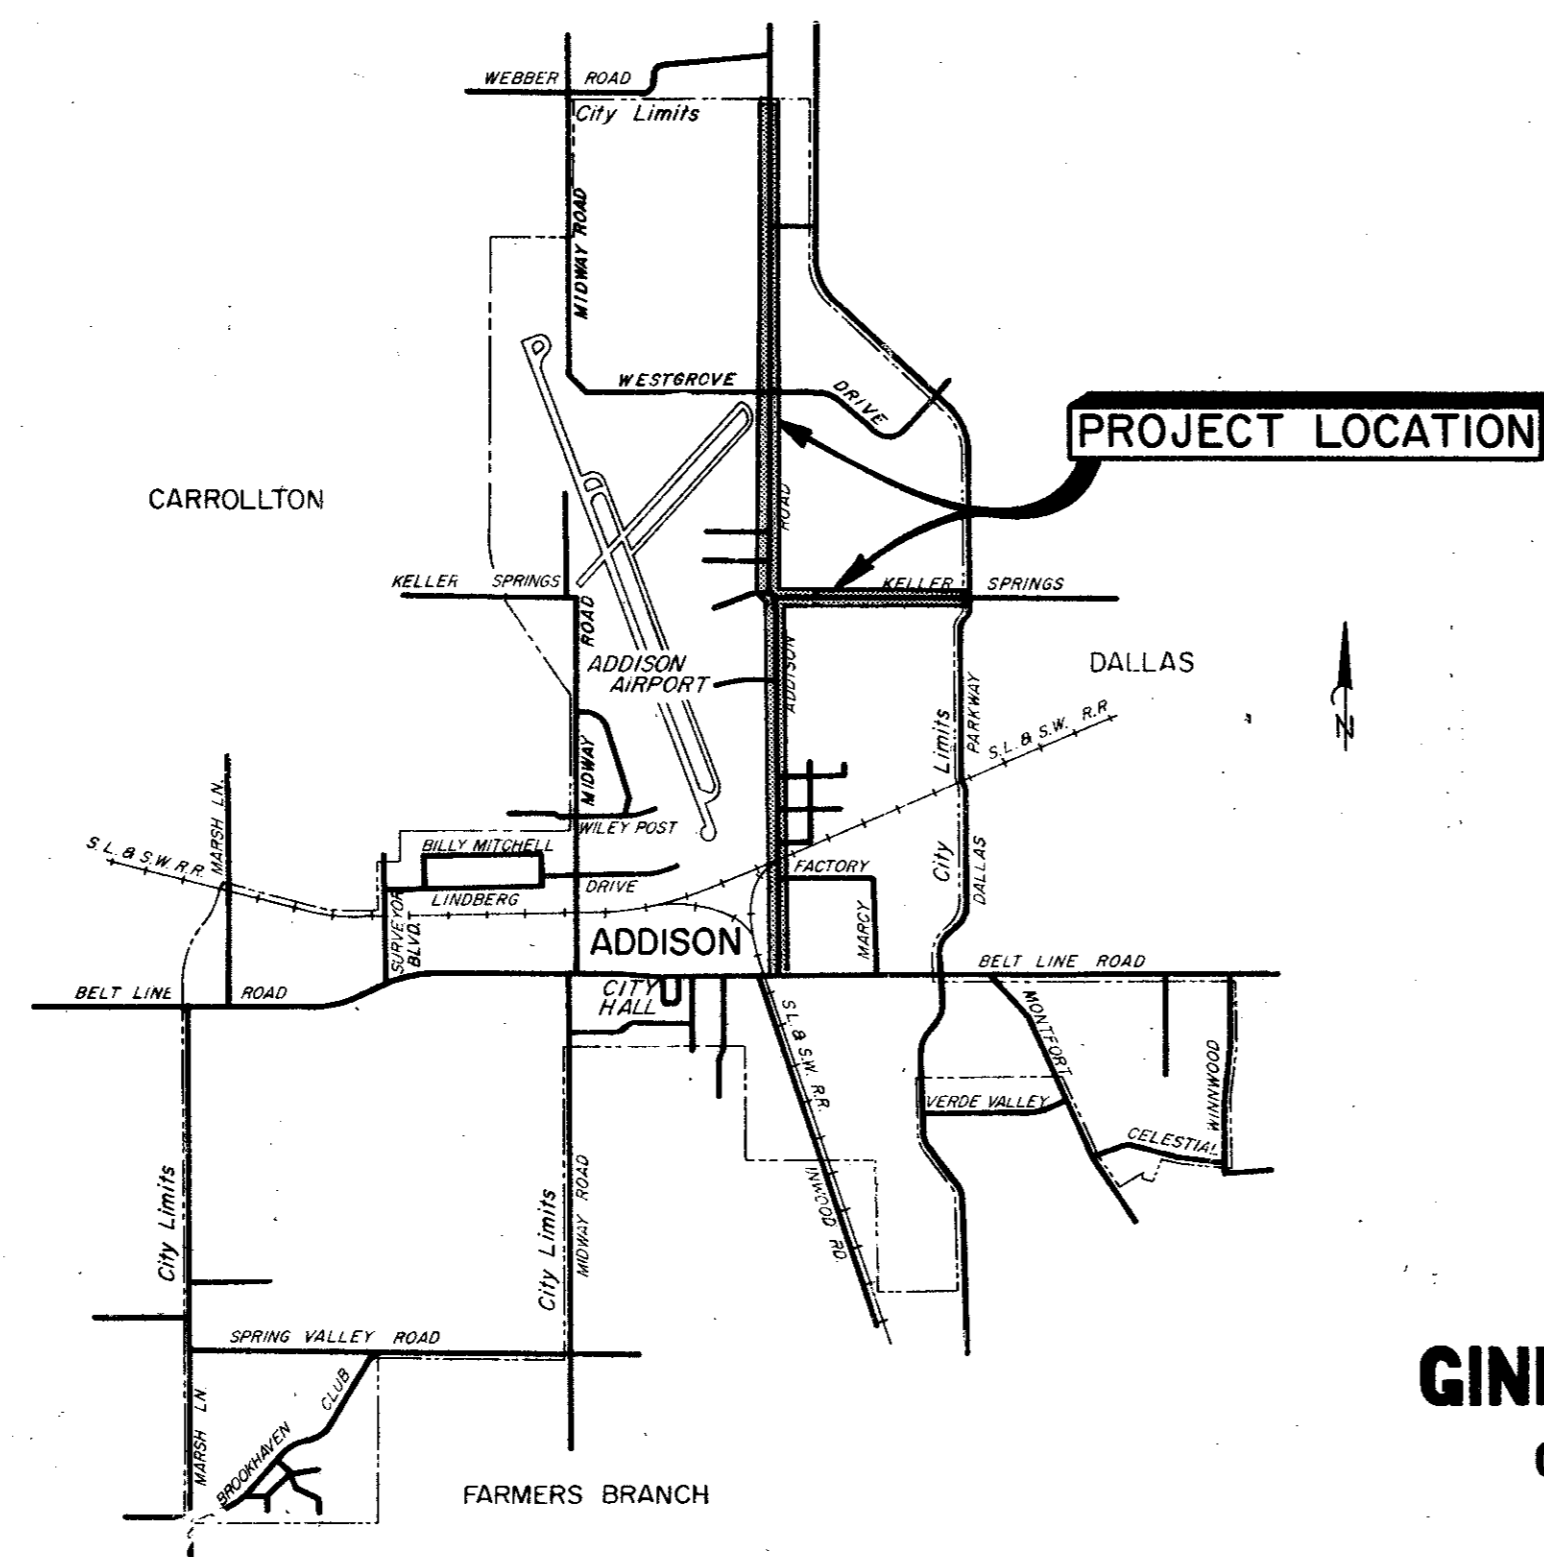 WEBBER ROAD
City Limits
MIDWAY ROAD
WESTGROVE DRIVE
PROJECT LOCATION
CARROLLTON
ROAD
KELLER SPRINGS
KELLER SPRINGS
ROAD
ADDISON
AIRPORT
ADDISON
DALLAS
N
PARKWAY
S.L. & S.W. R.R
City Limits
MIDWAY
MARSH LN.
WILEY POST
S.L. & S.W. R.R.
BILLY MITCHELL
DRIVE
LINDBERG
FACTORY
DALLAS
SURVEYOR
BLVD.
ADDISON
MARCY
BELT LINE ROAD
BELT LINE ROAD
CITY
HALL
S.L. & S.W. R.R.
MONTFORT
WINNWOOD
VERDE VALLEY
CELESTIAL
City Limits
City Limits
MIDWAY ROAD
INWOOD RD.
SPRING VALLEY ROAD
MARSH LN.
BROOKHAVEN CLUB
FARMERS BRANCH